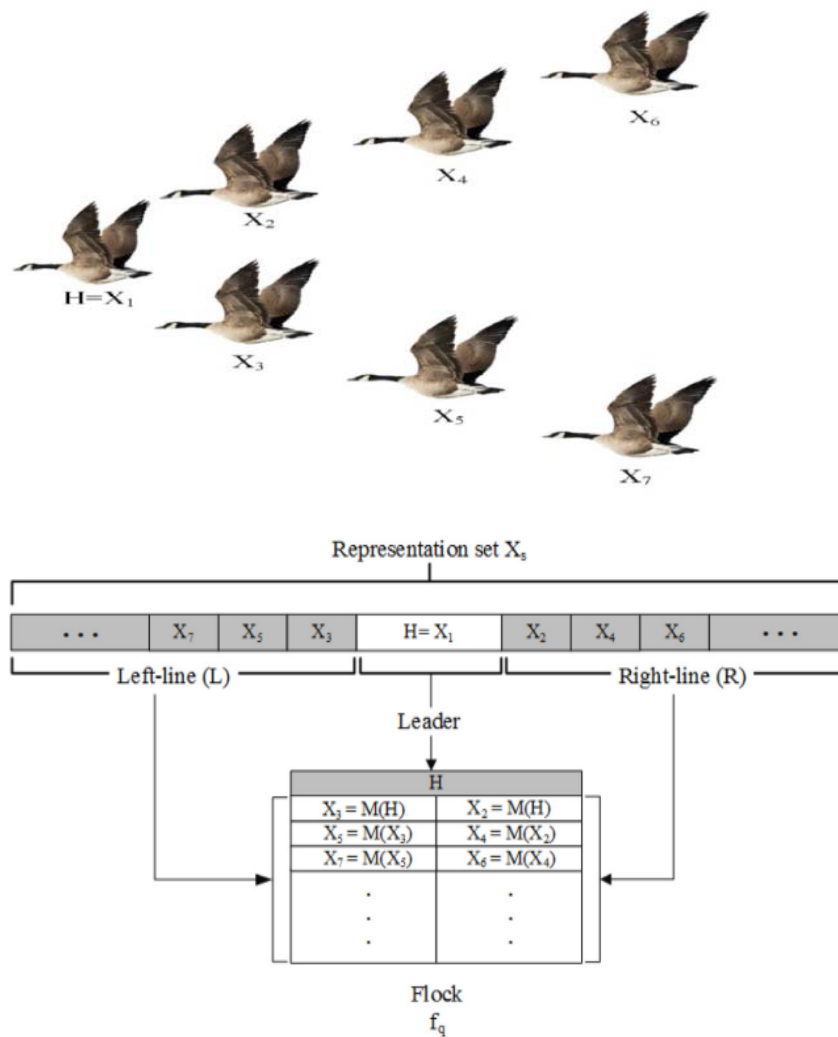 X₆
X₄
X₂
H=X₁
X₃
X₅
X₇
Representation set Xₛ
. . . X₇ X₅ X₃ H= X₁ X₂ X₄ X₆ . . .
Left-line (L) Right-line (R)
Leader
H
X₃ = M(H) X₂ = M(H)
X₅ = M(X₃) X₄ = M(X₂)
X₇ = M(X₅) X₆ = M(X₄)
. .
. .
. .
Flock
f_q